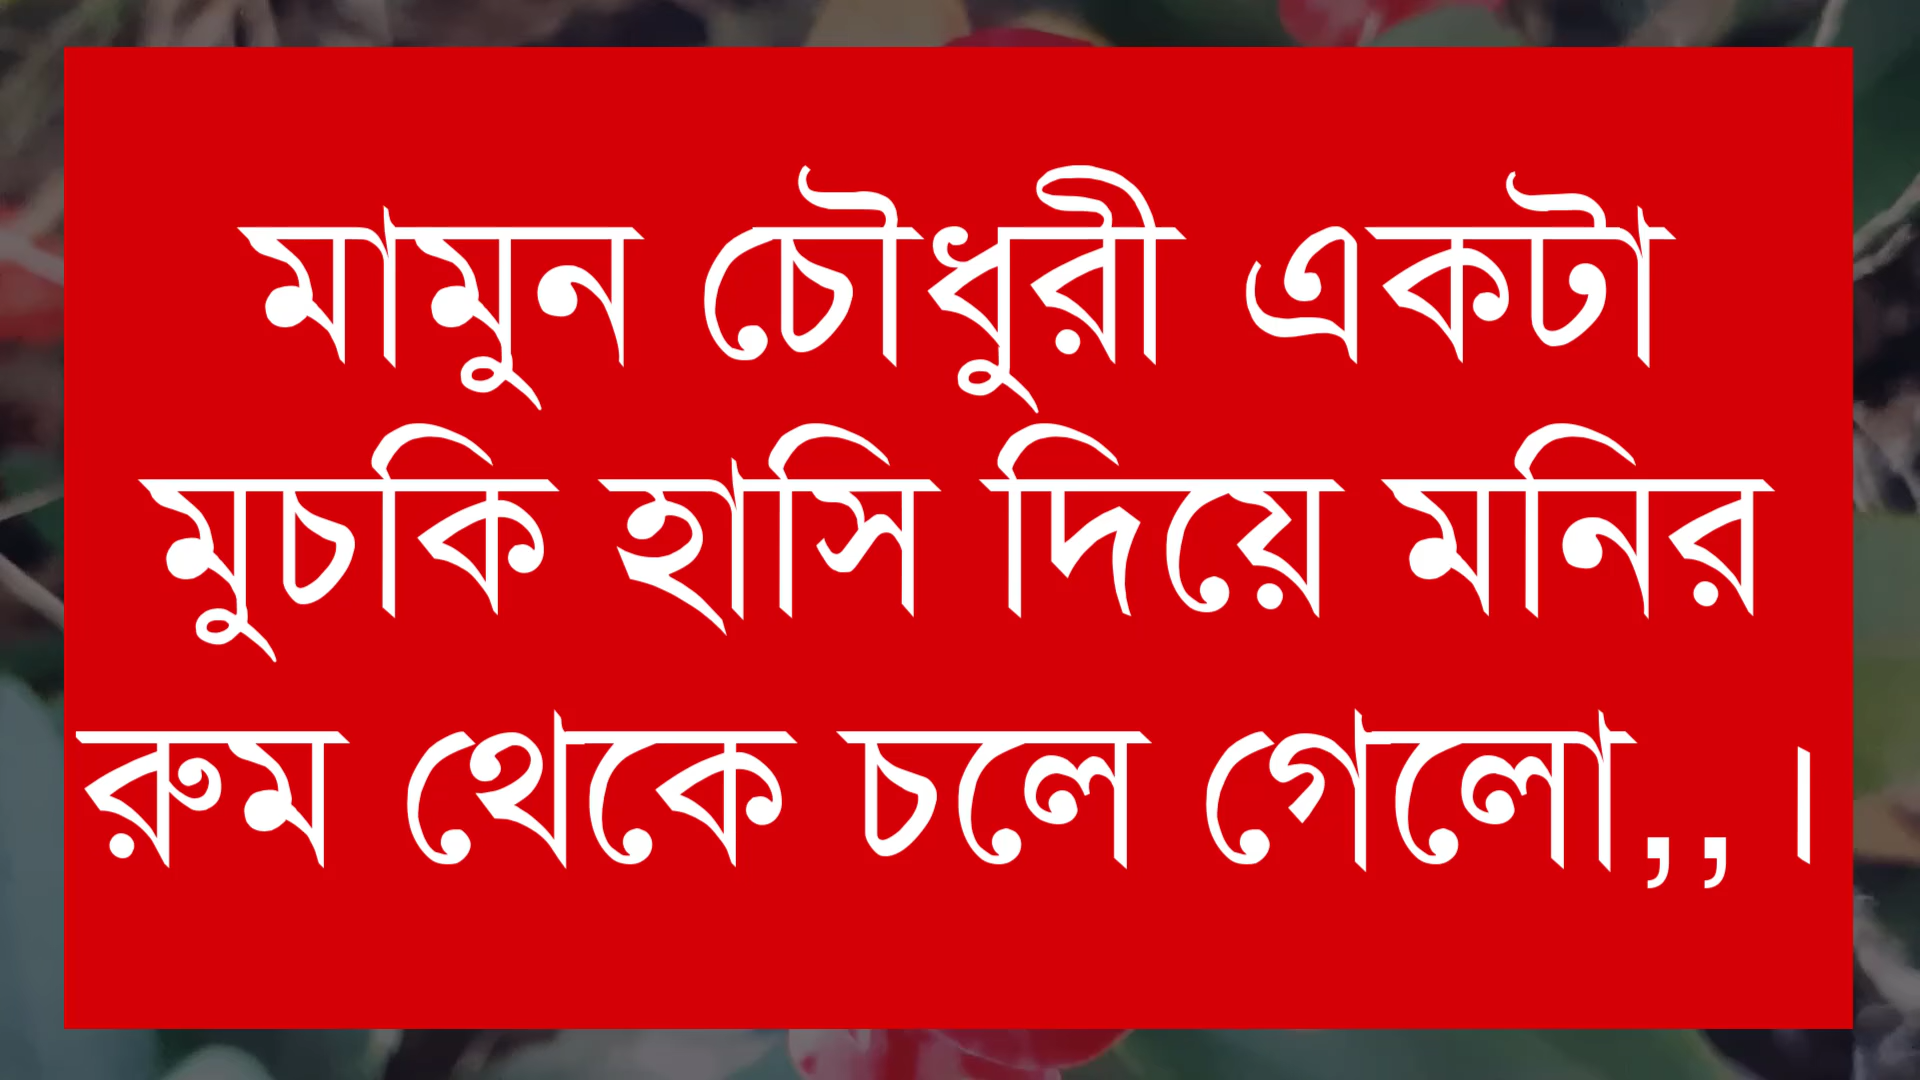 মামুন চৌধুরী একটা
মুচকি হাসি দিয়ে মনির
রুম থেকে চলে গেলো,,।